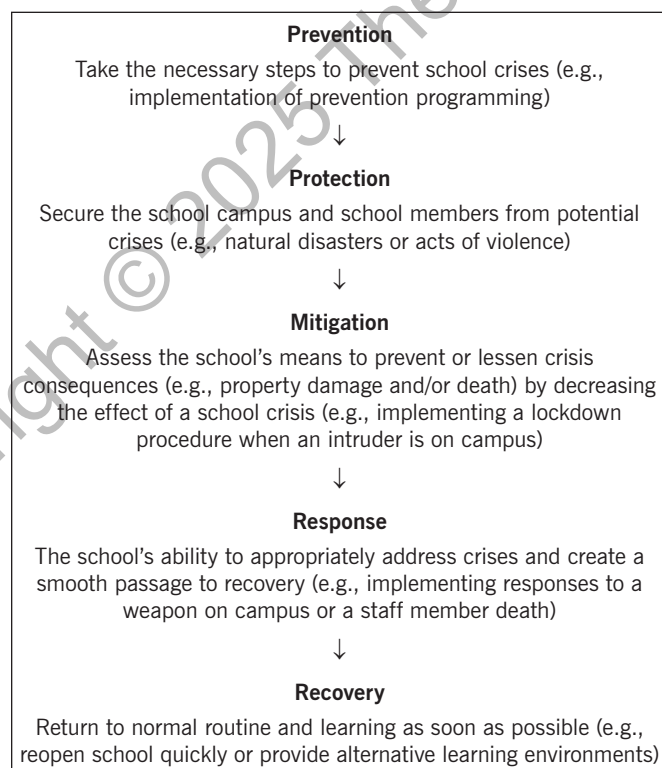 Prevention
Take the necessary steps to prevent school crises (e.g.,
implementation of prevention programming)
↓
Protection
Secure the school campus and school members from potential
crises (e.g., natural disasters or acts of violence)
↓
Mitigation
Assess the school’s means to prevent or lessen crisis
consequences (e.g., property damage and/or death) by decreasing
the effect of a school crisis (e.g., implementing a lockdown
procedure when an intruder is on campus)
↓
Response
The school’s ability to appropriately address crises and create a
smooth passage to recovery (e.g., implementing responses to a
weapon on campus or a staff member death)
↓
Recovery
Return to normal routine and learning as soon as possible (e.g.,
reopen school quickly or provide alternative learning environments)
© 2025 The